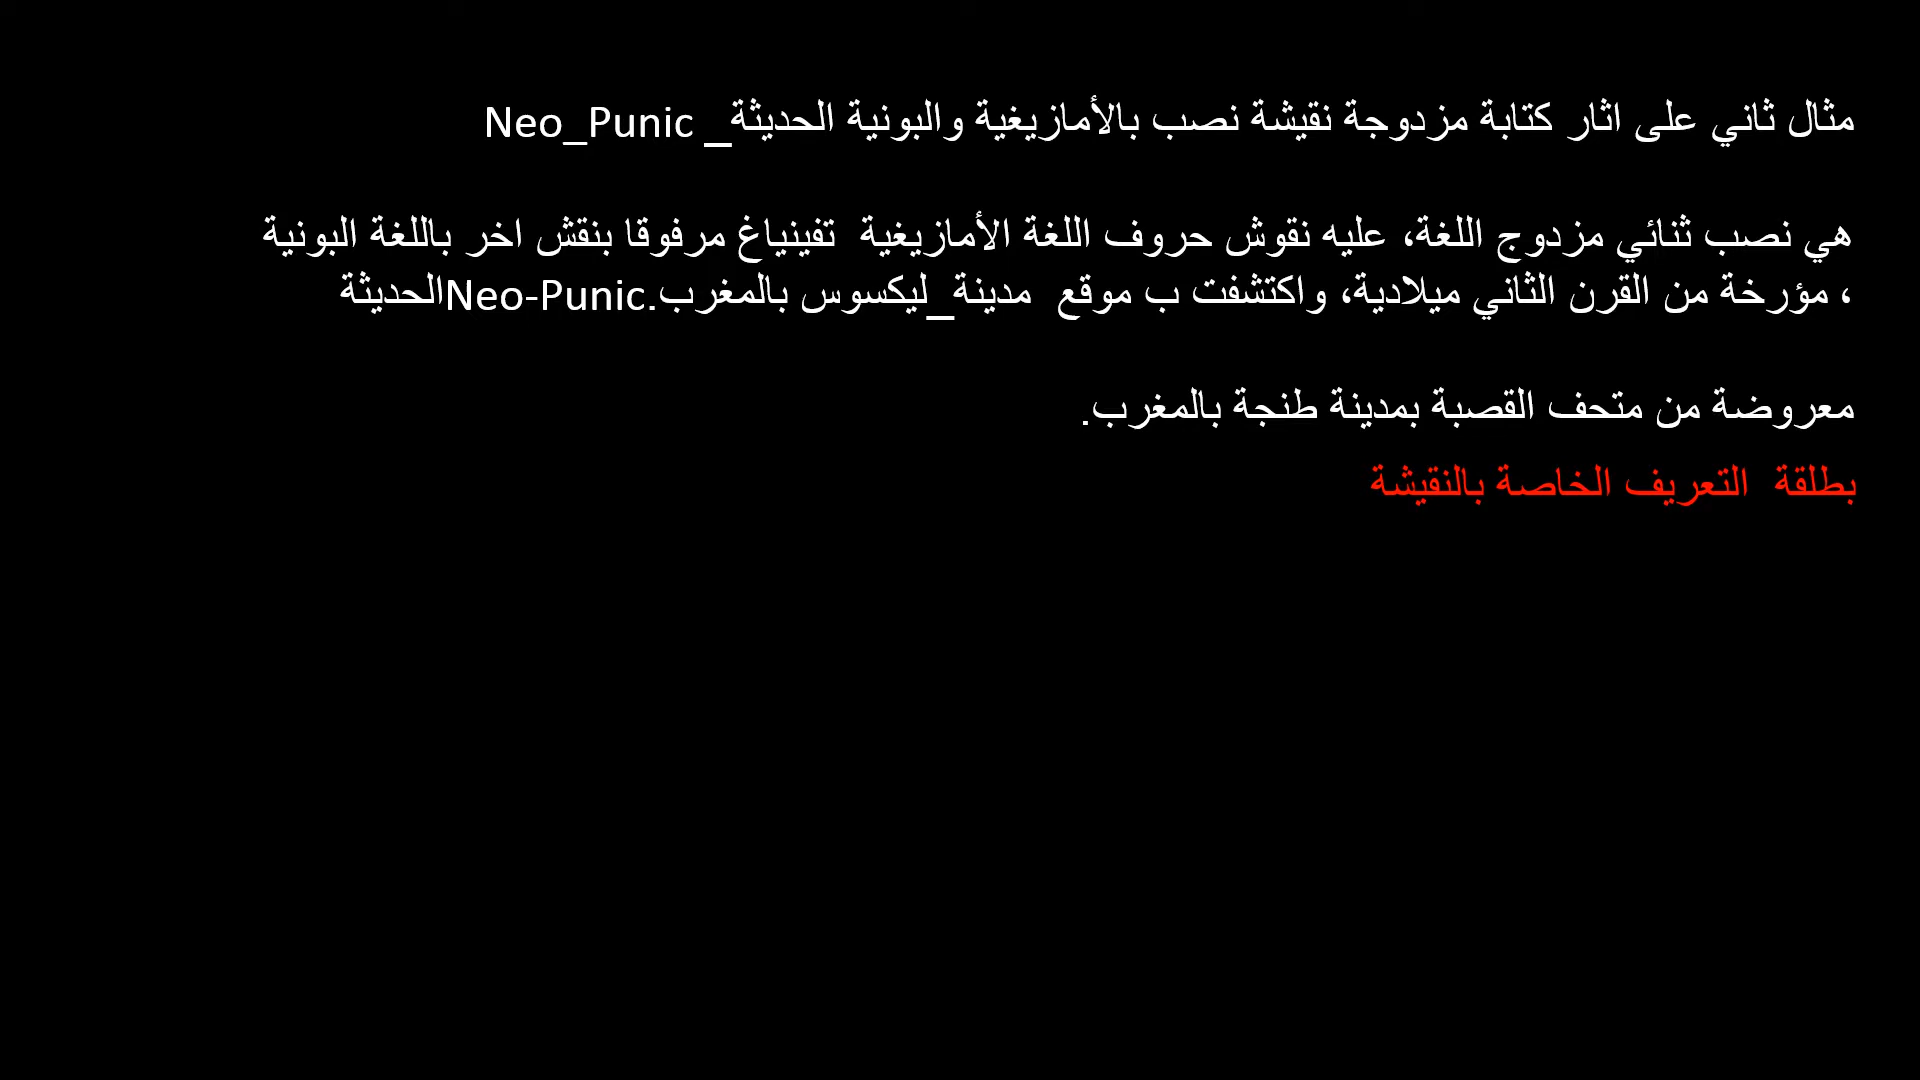 مثال ثاني على اثار كتابة مزدوجة نقيشة نصب بالأمازيغية والبونية الحديثة_ Neo_Punic
هي نصب ثنائي مزدوج اللغة، عليه نقوش حروف اللغة الأمازيغية تفينياغ مرفوقا بنقش اخر باللغة البونية
، مؤرخة من القرن الثاني ميلادية، واكتشفت ب موقع مدينة_ليكسوس بالمغرب.Neo-Punicالحديثة
معروضة من متحف القصبة بمدينة طنجة بالمغرب.
بطلقة التعريف الخاصة بالنقيشة